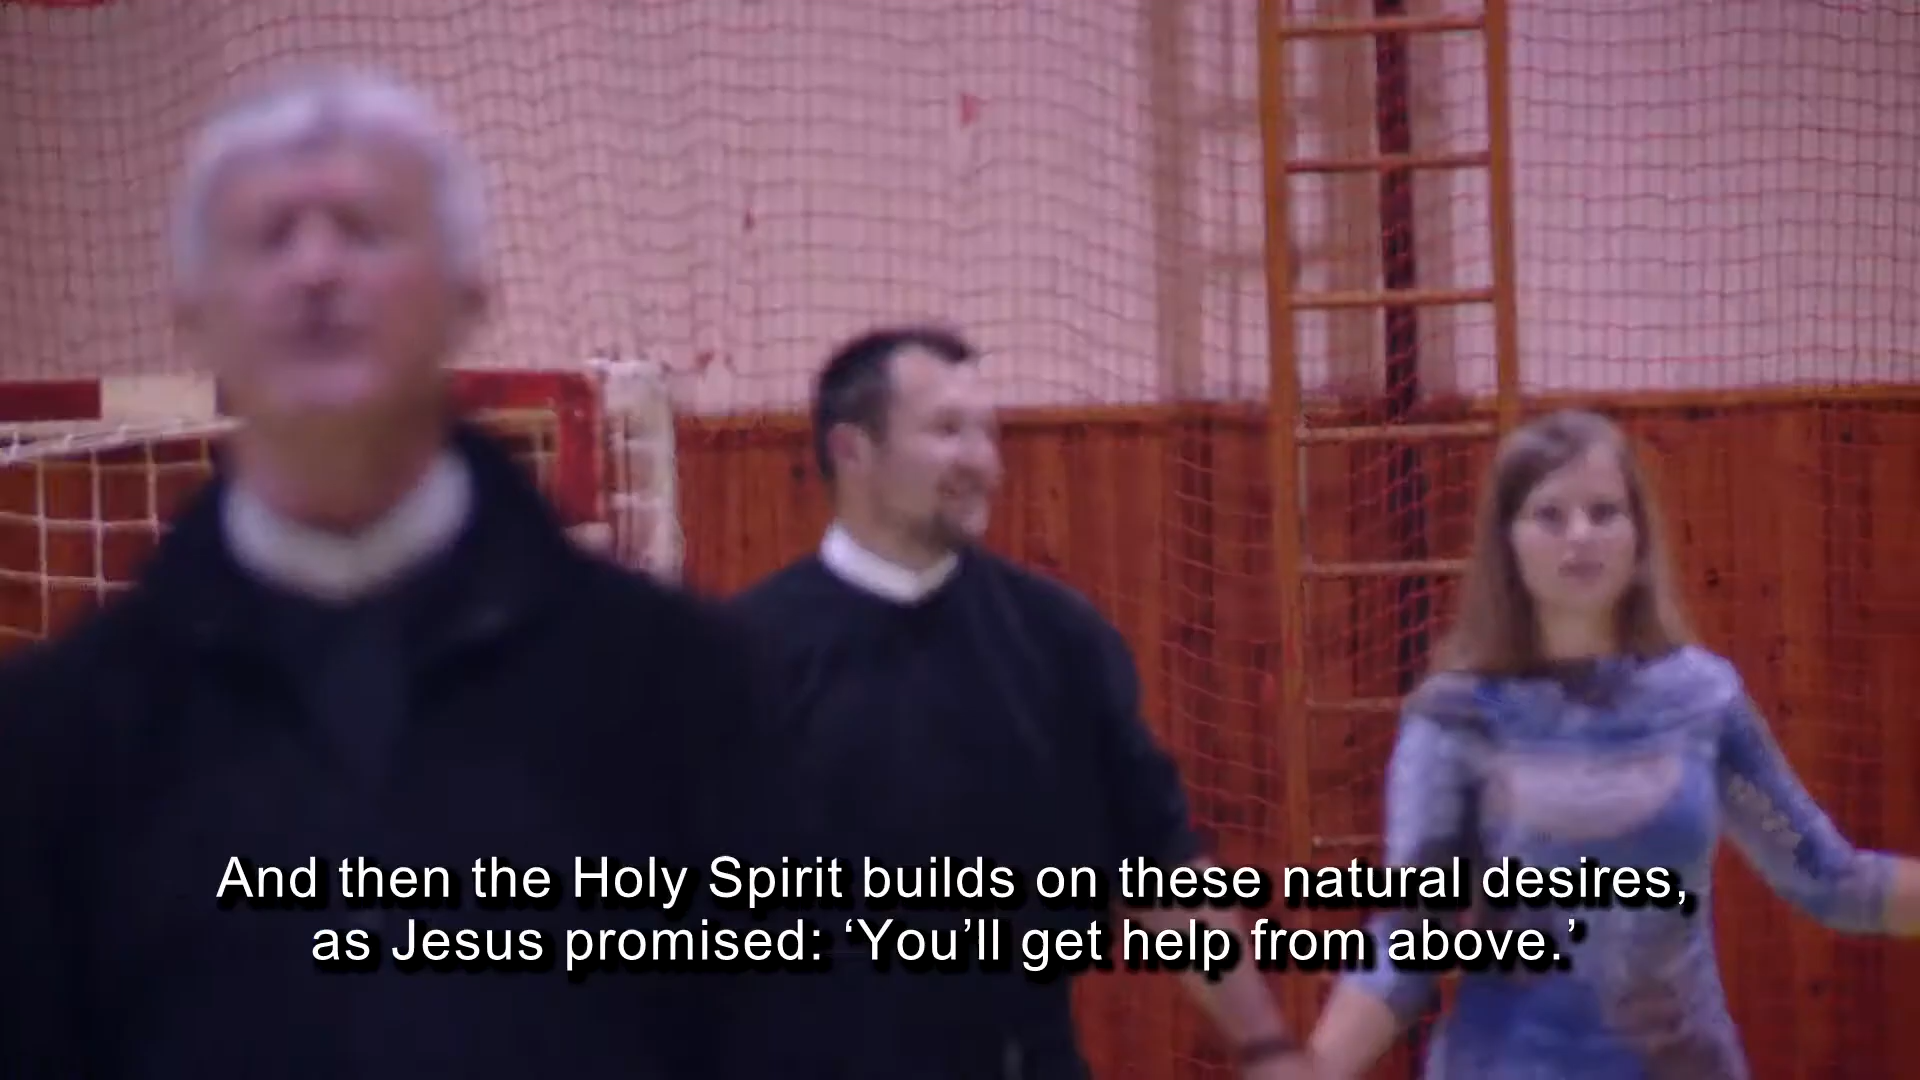 And then the Holy Spirit builds on these natural desires,
as Jesus promised: ‘You’ll get help from above.’